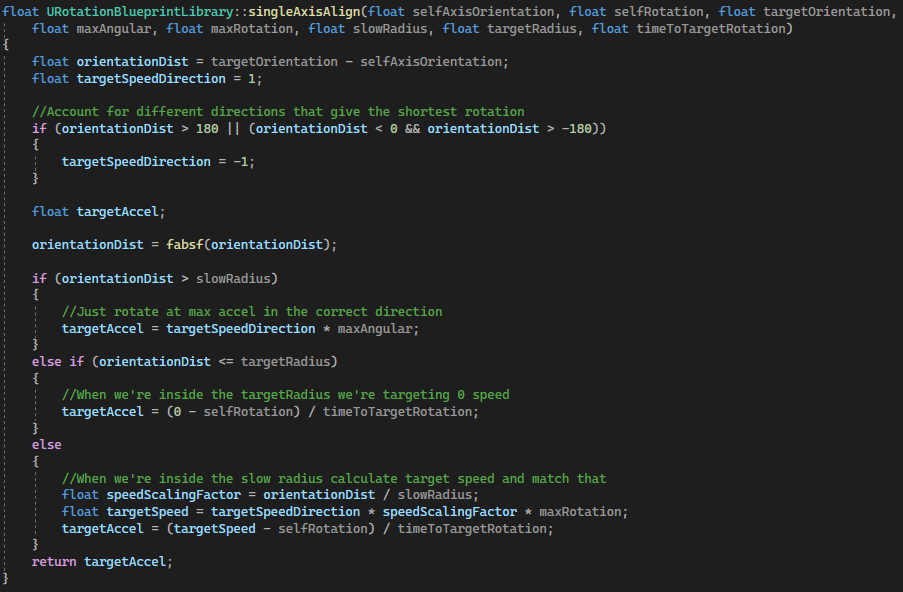 float URotationBlueprintLibrary::singleAxisAlign(float selfAxisOrientation, float selfRotation, float targetOrientation,
    float maxAngular, float maxRotation, float slowRadius, float targetRadius, float timeToTargetRotation)
{
    float orientationDist = targetOrientation - selfAxisOrientation;
    float targetSpeedDirection = 1;

    //Account for different directions that give the shortest rotation
    if (orientationDist > 180 || (orientationDist < 0 && orientationDist > -180))
    {
        targetSpeedDirection = -1;
    }

    float targetAccel;

    orientationDist = fabsf(orientationDist);

    if (orientationDist > slowRadius)
    {
        //Just rotate at max accel in the correct direction
        targetAccel = targetSpeedDirection * maxAngular;
    }
    else if (orientationDist <= targetRadius)
    {
        //When we're inside the targetRadius we're targeting 0 speed
        targetAccel = (0 - selfRotation) / timeToTargetRotation;
    }
    else
    {
        //When we're inside the slow radius calculate target speed and match that
        float speedScalingFactor = orientationDist / slowRadius;
        float targetSpeed = targetSpeedDirection * speedScalingFactor * maxRotation;
        targetAccel = (targetSpeed - selfRotation) / timeToTargetRotation;
    }
    return targetAccel;
}